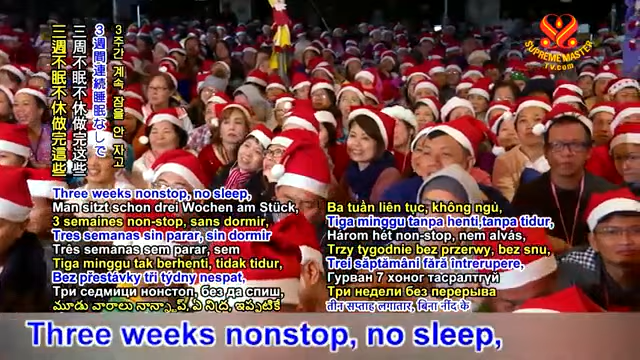 SUPREME MASTER
TV.com
3주간 계속 잠을 안 자고
3週間連続睡眠なしで
三周不眠不休做完这些
三週不眠不休做完這些
Three weeks nonstop, no sleep,
Man sitzt schon drei Wochen am Stück,
3 semaines non-stop, sans dormir,
Tres semanas sin parar, sin dormir
Três semanas sem parar, sem
Tiga minggu tak berhenti, tidak tidur,
Bez přestávky tři týdny nespat,
Три седмици нонстоп, без да спиш,
మూడు వారాలు నాన్స్టాప్, ఏ నిద్ర, ఇప్పటికే
Ba tuần liên tục, không ngủ,
Tiga minggu tanpa henti,tanpa tidur,
Három hét non-stop, nem alvás,
Trzy tygodnie bez przerwy, bez snu,
Trei săptămâni fără întrerupere,
Гурван 7 хоног тасралтгүй
Три недели без перерыва
तीन सप्ताह लगातार, बिना नींद के
Three weeks nonstop, no sleep,